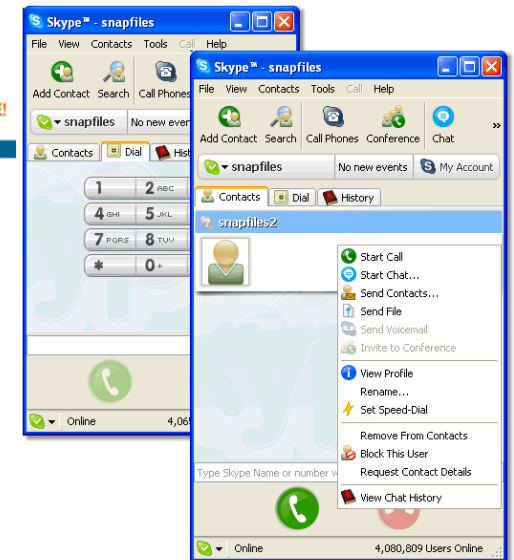 Skype™ - snapfiles
File View Contacts Tools Call Help
Add Contact Search Call Phones
snapfiles No new even
Contacts Dial Hist
1 2 ABC
4 GHI 5 JKL
7 PQRS 8 TUV
* 0 +
Online 4,065
Skype™ - snapfiles
File View Contacts Tools Call Help
Add Contact Search Call Phones Conference Chat »
snapfiles No new events My Account
Contacts Dial History
snapfiles2
Start Call
Start Chat...
Send Contacts...
Send File
Send Voicemail
Invite to Conference
View Profile
Rename...
Set Speed-Dial
Remove From Contacts
Block This User
Request Contact Details
View Chat History
Type Skype Name or number w
Online 4,080,809 Users Online